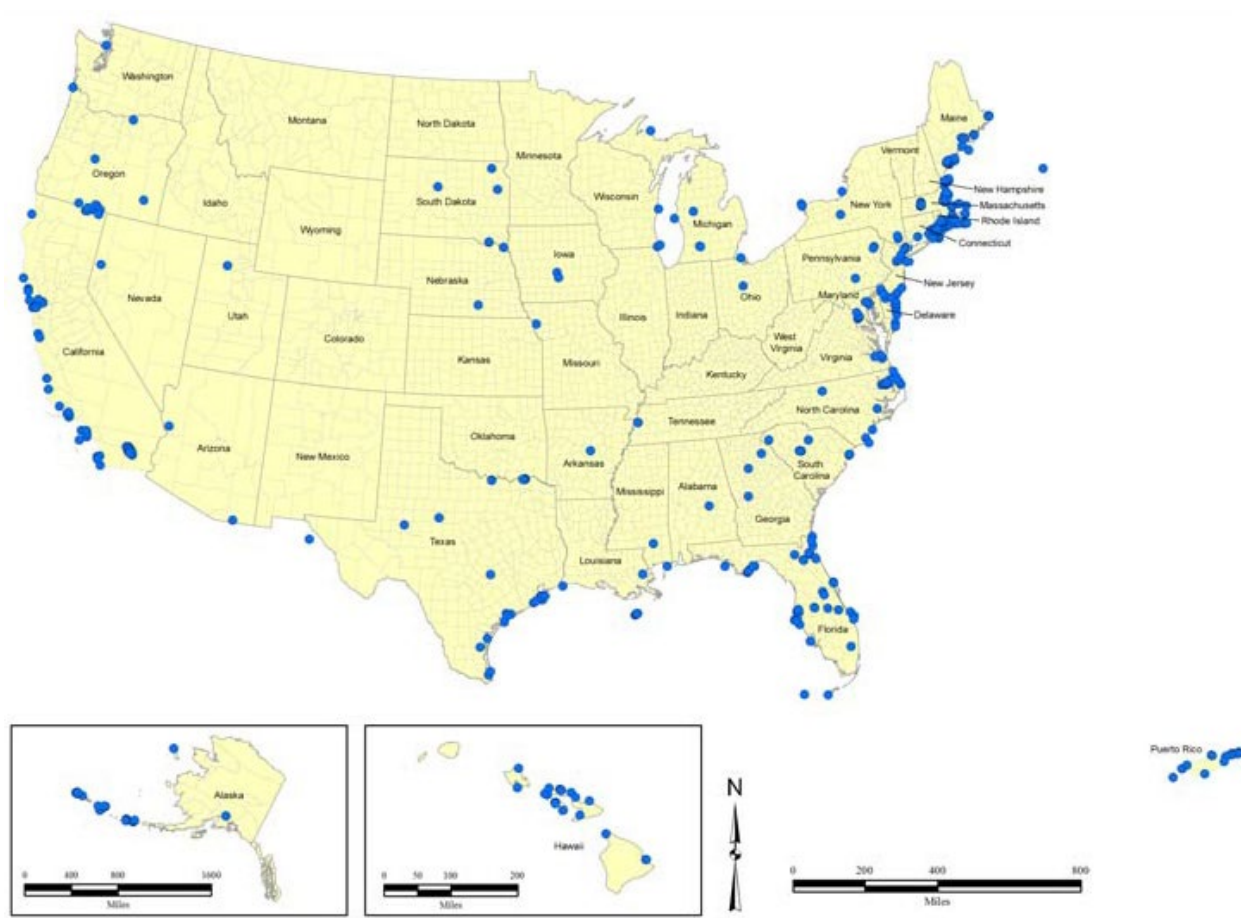 Washington
Montana
North Dakota
Minnesota
Maine
Vermont
Oregon
Idaho
South Dakota
Wisconsin
Michigan
New York
New Hampshire
Massachusetts
Rhode Island
Connecticut
Wyoming
Iowa
Pennsylvania
New Jersey
Nebraska
Nevada
Utah
Ohio
Maryland
Delaware
Illinois
Indiana
Colorado
California
Kansas
Missouri
West
Virginia
Virginia
Kentucky
North Carolina
Tennessee
Oklahoma
Arizona
New Mexico
Arkansas
South
Carolina
Mississippi
Alabama
Georgia
Texas
Louisiana
Florida
Puerto Rico
Alaska
0 400 800 1600
Miles
Hawaii
0 50 100 200
Miles
N
0 200 400 800
Miles